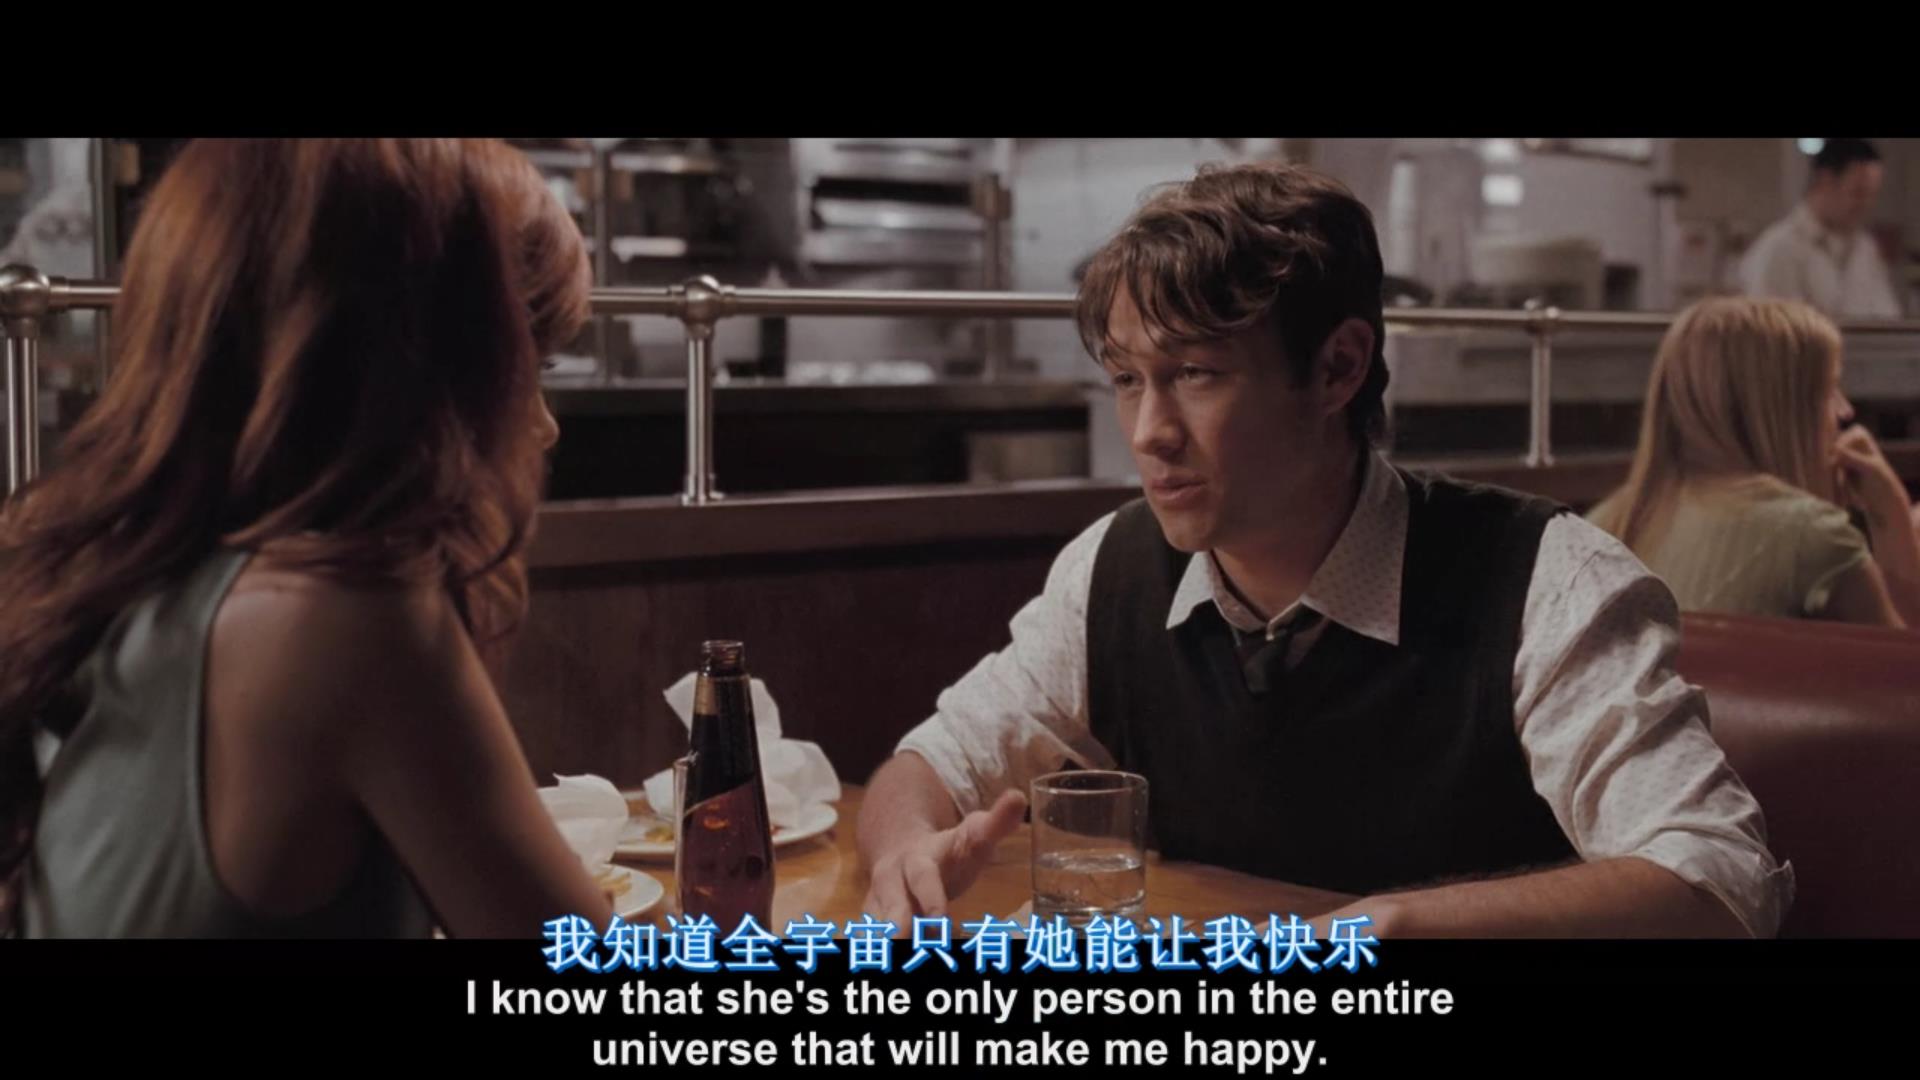 我知道全宇宙只有她能让我快乐
I know that she's the only person in the entire
universe that will make me happy.